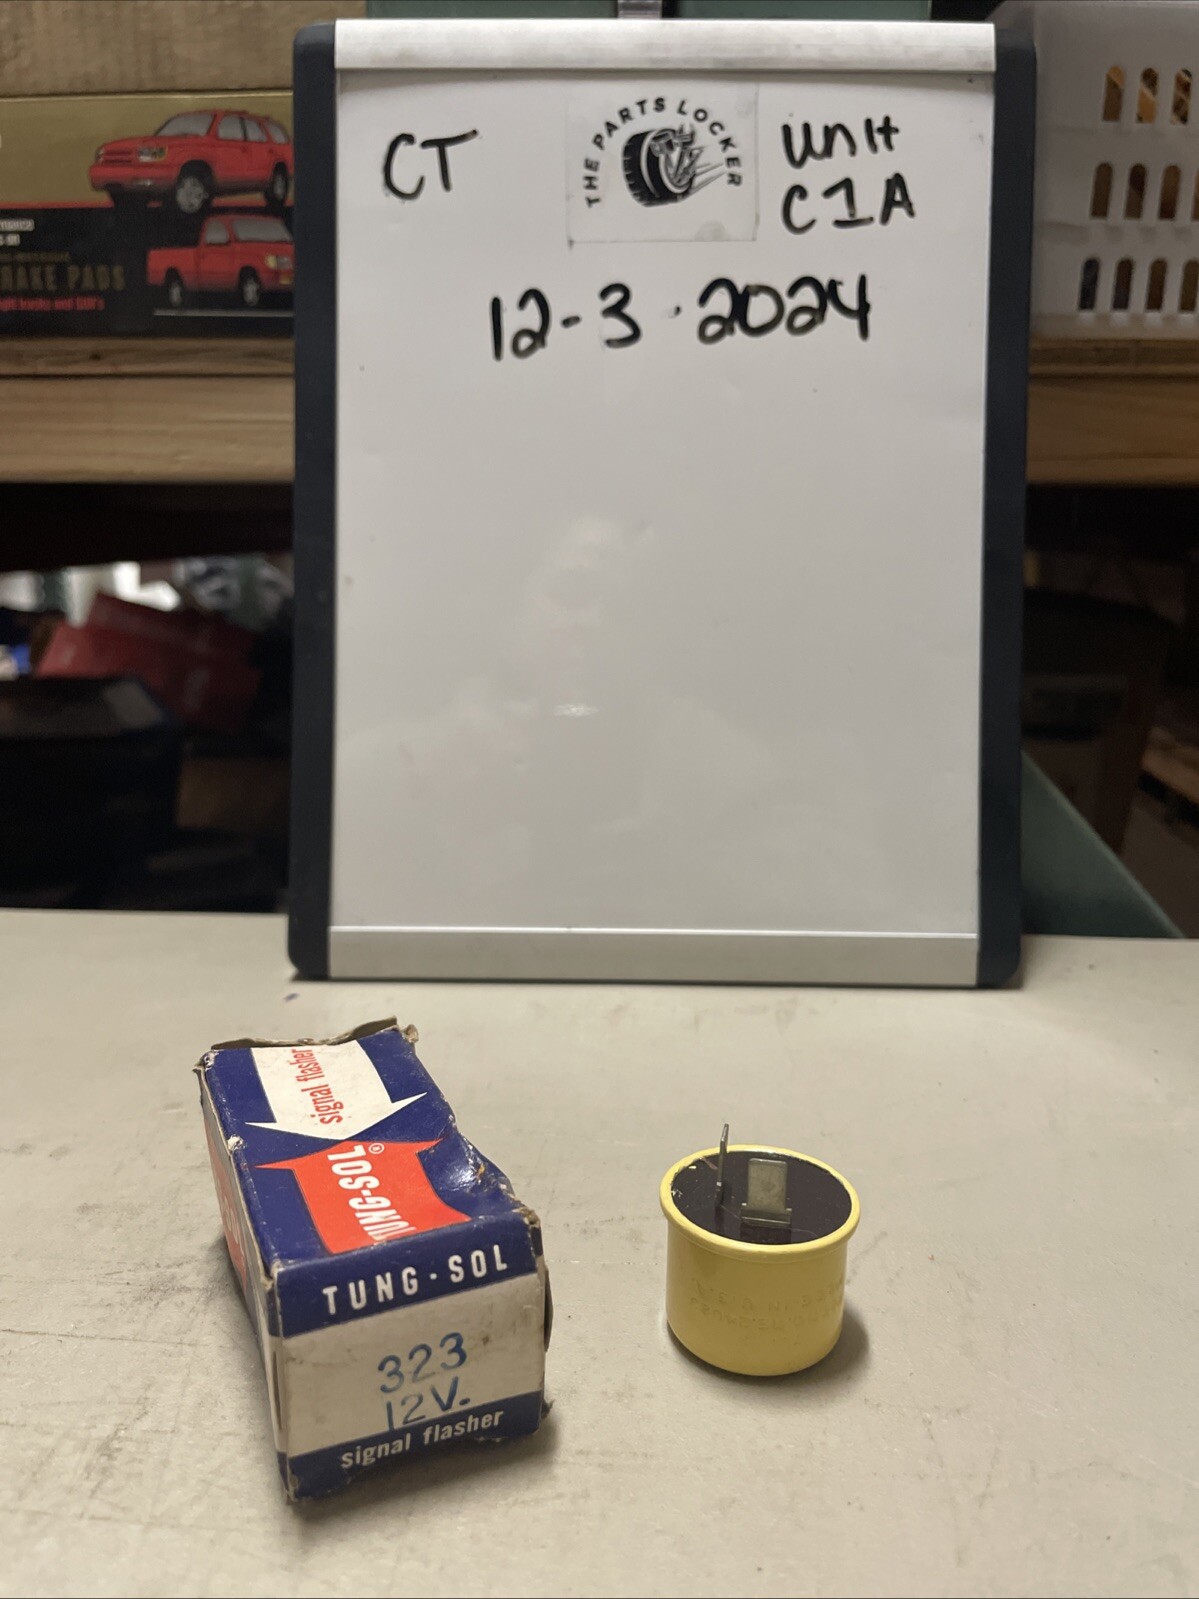 CT
THE PARTS LOCKER
Unit
C1A
12-3-2024
BRAKE PADS
signal flasher
TUNG-SOL®
TUNG-SOL
323
12V.
signal flasher